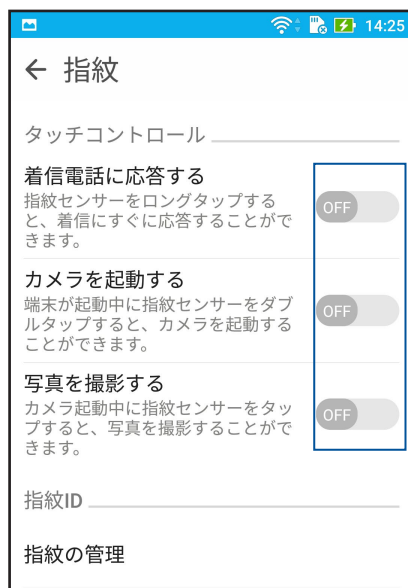 14:25
指紋
タッチコントロール
着信電話に応答する
指紋センサーをロングタップする
と、着信にすぐに応答することがで
きます。
OFF
カメラを起動する
端末が起動中に指紋センサーをダブ
ルタップすると、カメラを起動する
ことができます。
OFF
写真を撮影する
カメラ起動中に指紋センサーをタッ
プすると、写真を撮影することがで
きます。
OFF
指紋ID
指紋の管理